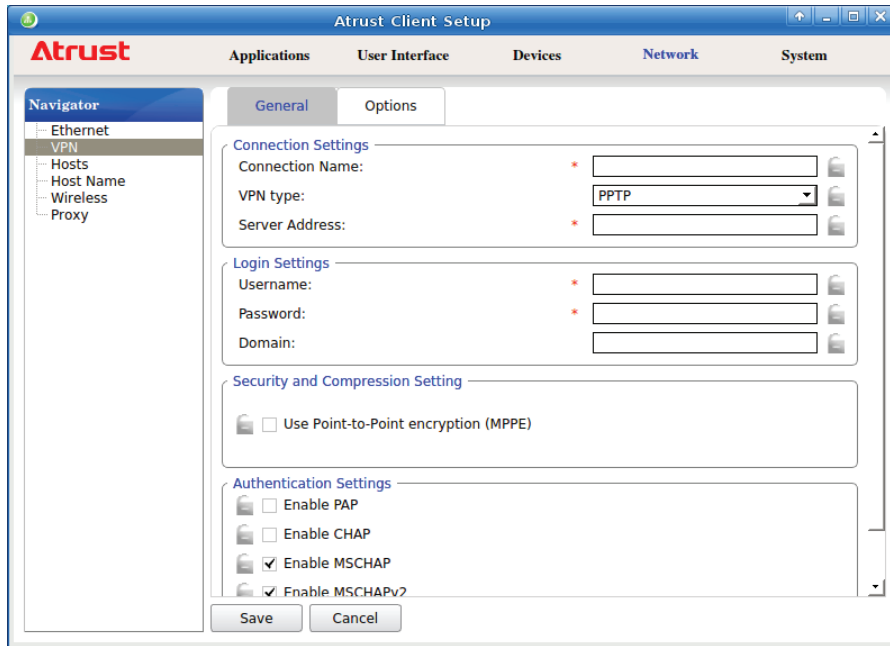 Atrust Client Setup
Atrust
Applications User Interface Devices Network System
Navigator
Ethernet
VPN
Hosts
Host Name
Wireless
Proxy
General Options
Connection Settings
Connection Name: *
VPN type: PPTP
Server Address: *
Login Settings
Username: *
Password: *
Domain:
Security and Compression Setting
Use Point-to-Point encryption (MPPE)
Authentication Settings
Enable PAP
Enable CHAP
Enable MSCHAP
Enable MSCHAPv2
Save Cancel